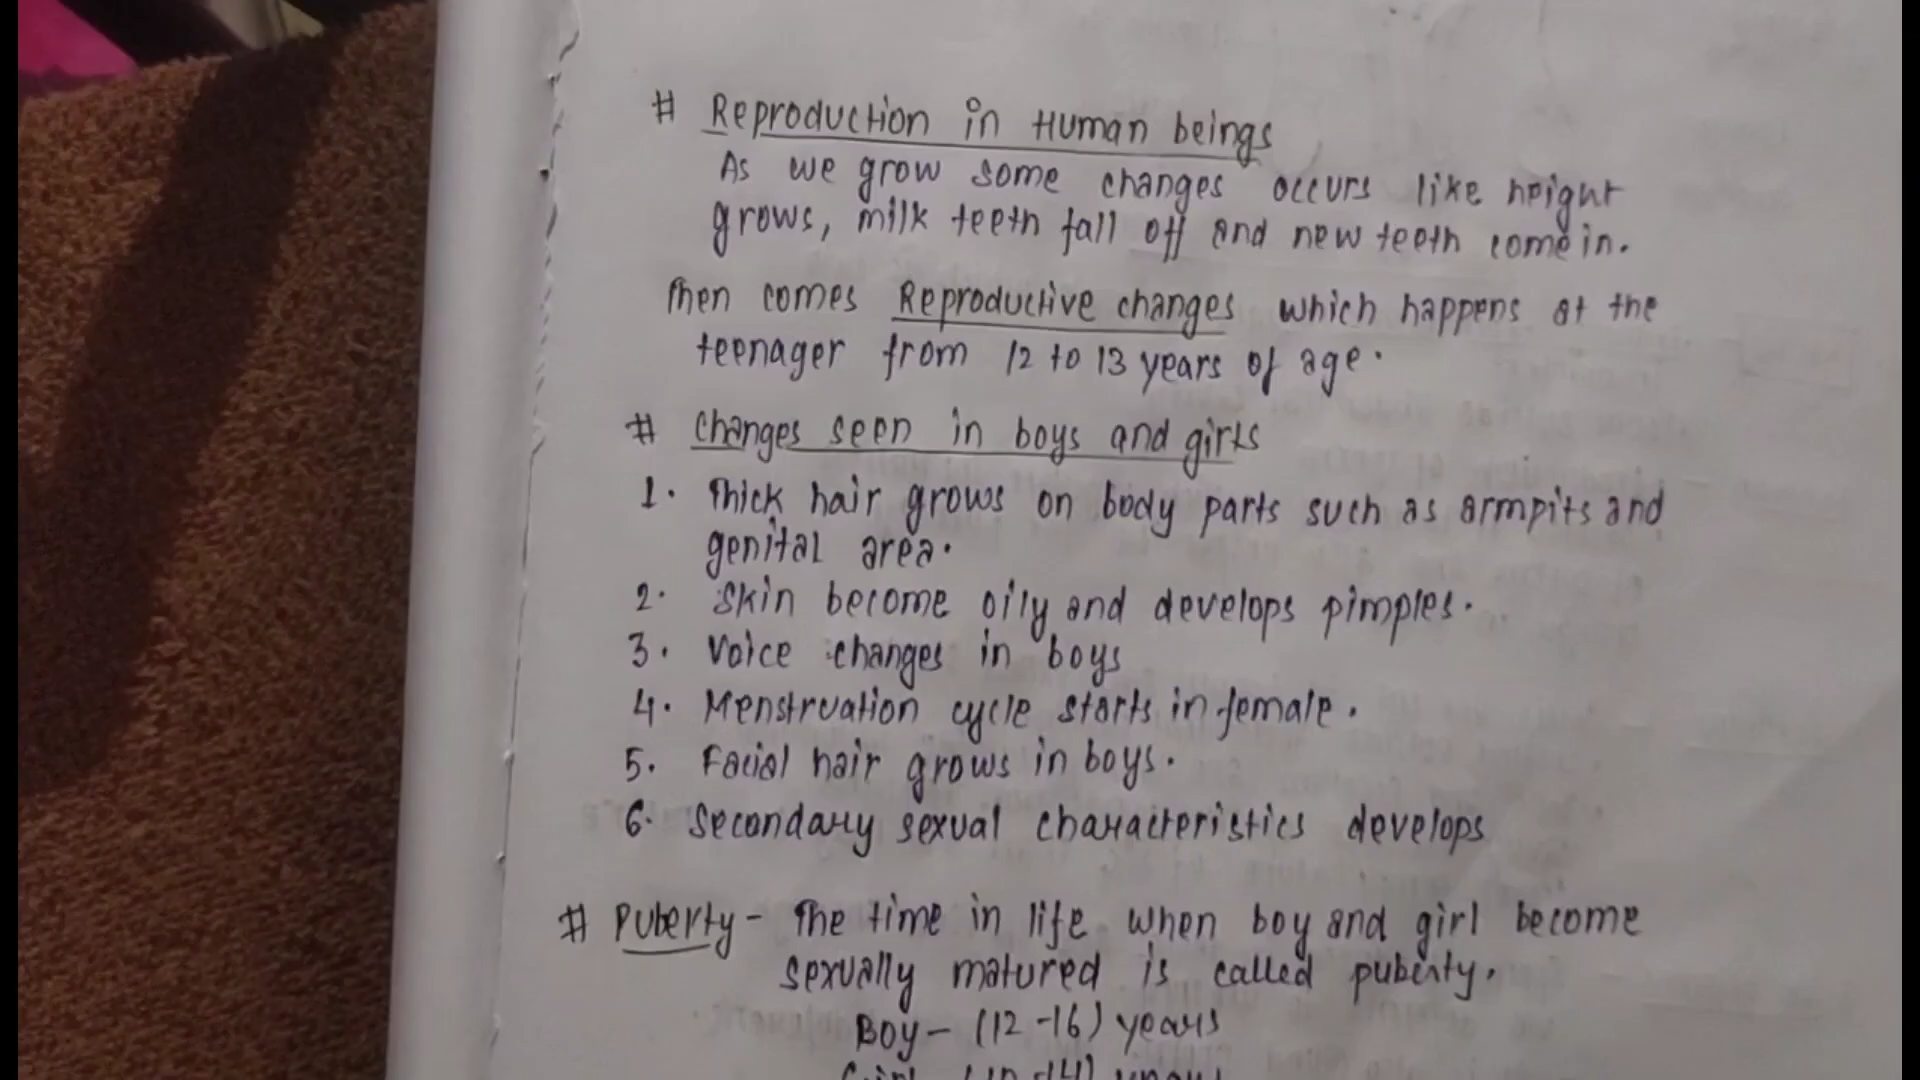 # Reproduction in Human beings
As we grow some changes occurs like height
grows, milk teeth fall off and new teeth come in.
Then comes Reproductive changes which happens at the
teenager from 12 to 13 years of age.
# Changes seen in boys and girls
1. Thick hair grows on body parts such as armpits and
genital area.
2. Skin become oily and develops pimples.
3. Voice changes in boys
4. Menstruation cycle starts in female.
5. Facial hair grows in boys.
6. Secondary sexual characteristics develops
# Puberty - The time in life when boy and girl become
sexually matured is called puberty.
Boy - (12-16) years